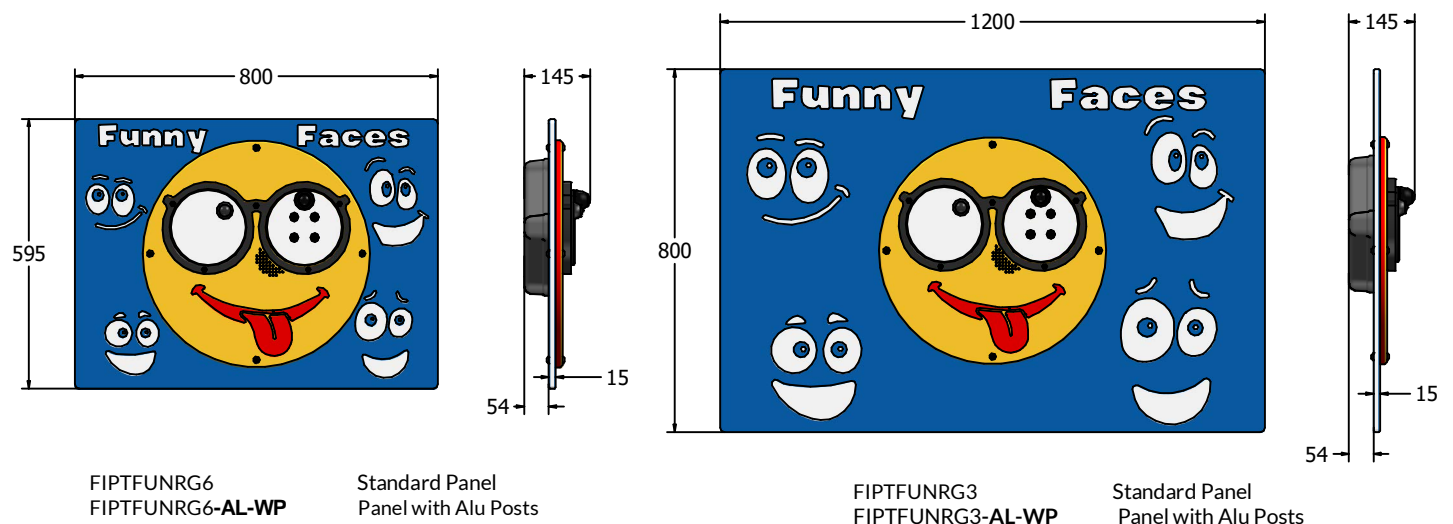 800
145
595
Funny Faces
15
54
FIPTFUNRG6 Standard Panel
FIPTFUNRG6-AL-WP Panel with Alu Posts
1200
145
800
Funny Faces
15
54
FIPTFUNRG3 Standard Panel
FIPTFUNRG3-AL-WP Panel with Alu Posts